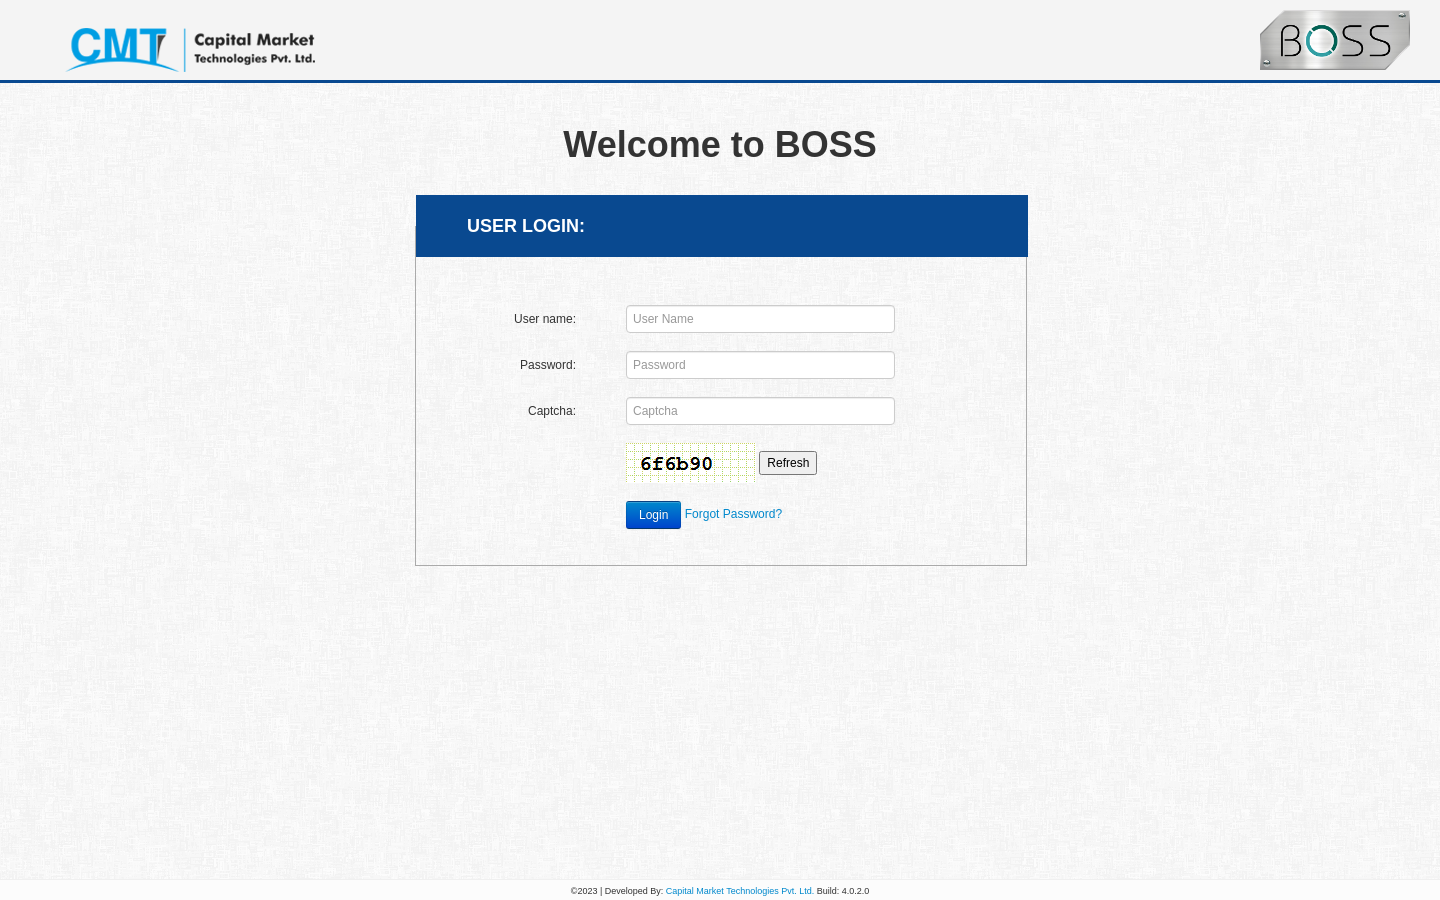 CMT
Capital Market
Technologies Pvt. Ltd.
BOSS
Welcome to BOSS
USER LOGIN:
User name:
User Name
Password:
Password
Captcha:
Captcha
6f6b90
Refresh
Login Forgot Password?
©2023 | Developed By: Capital Market Technologies Pvt. Ltd. Build: 4.0.2.0